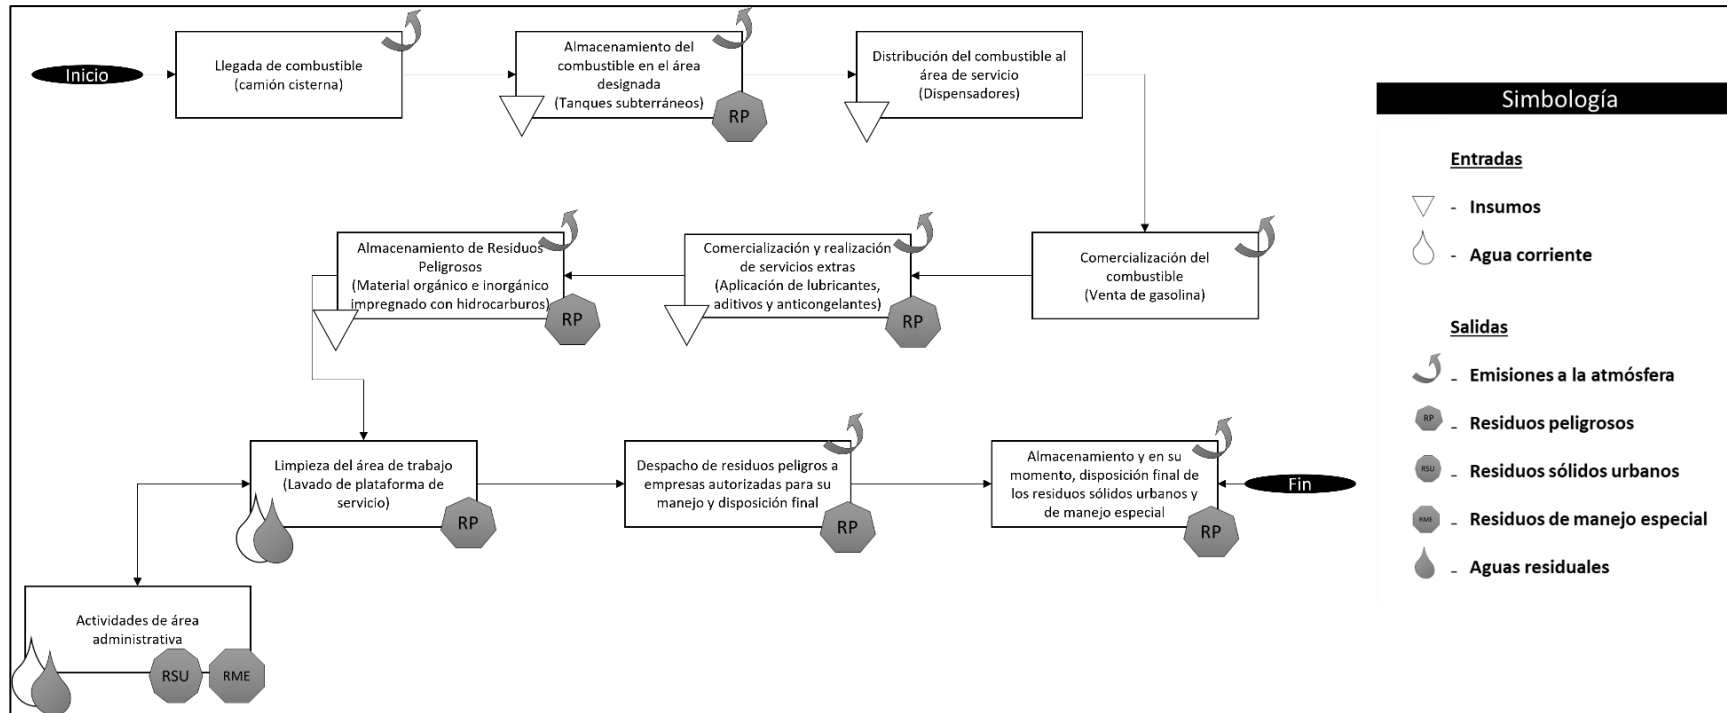 Inicio
Llegada de combustible
(camión cisterna)
Almacenamiento del
combustible en el área
designada
(Tanques subterráneos)
RP
Distribución del combustible al
área de servicio
(Dispensadores)
Almacenamiento de Residuos
Peligrosos
(Material orgánico e inorgánico
impregnado con hidrocarburos)
RP
Comercialización y realización
de servicios extras
(Aplicación de lubricantes,
aditivos y anticongelantes)
RP
Comercialización del
combustible
(Venta de gasolina)
Limpieza del área de trabajo
(Lavado de plataforma de
servicio)
RP
Despacho de residuos peligros a
empresas autorizadas para su
manejo y disposición final
RP
Almacenamiento y en su
momento, disposición final de
los residuos sólidos urbanos y
de manejo especial
RP
Fin
Actividades de área
administrativa
RSU
RME
Simbología
Entradas
- Insumos
- Agua corriente
Salidas
- Emisiones a la atmósfera
RP - Residuos peligrosos
RSU - Residuos sólidos urbanos
RME - Residuos de manejo especial
- Aguas residuales